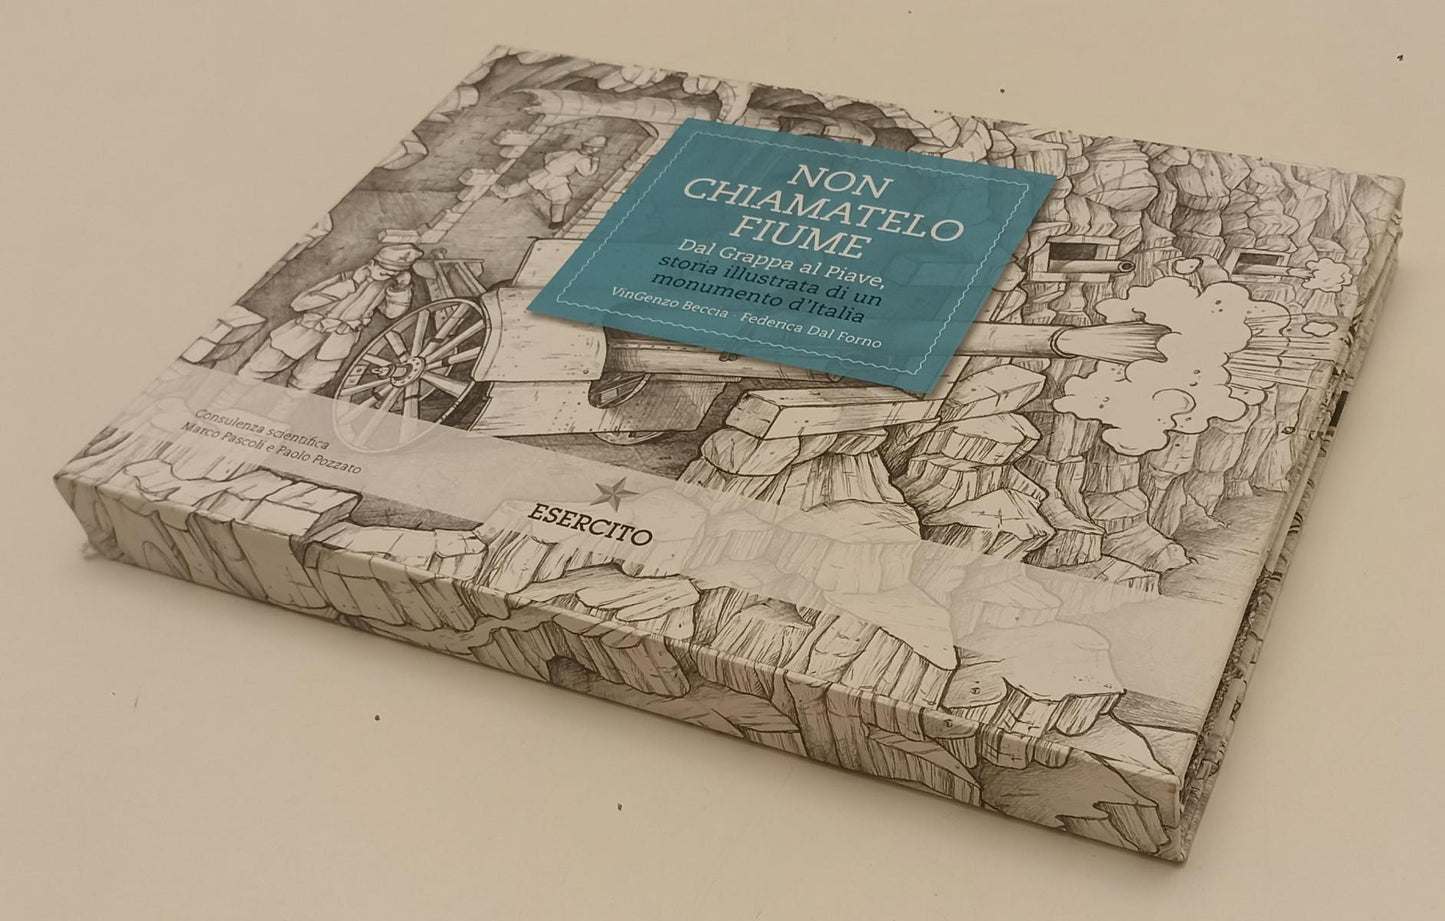 NON
CHIAMATELO
FIUME
Dal Grappa al Piave,
storia illustrata di un
monumento d'Italia
VinGenzo Beccia · Federica Dal Forno
Consulenza scientifica
Marco Pascoli e Paolo Pozzato
ESERCITO